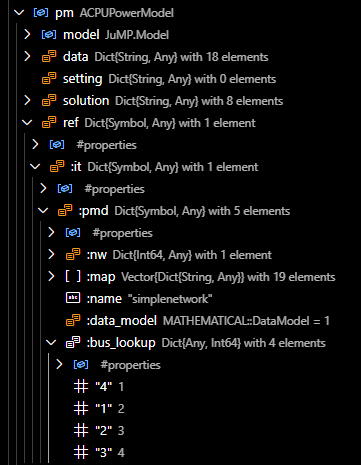 pm ACPUPowerModel
model JuMP.Model
data Dict{String, Any} with 18 elements
setting Dict{String, Any} with 0 elements
solution Dict{String, Any} with 8 elements
ref Dict{Symbol, Any} with 1 element
#properties
:it Dict{Symbol, Any} with 1 element
#properties
:pmd Dict{Symbol, Any} with 5 elements
#properties
:nw Dict{Int64, Any} with 1 element
:map Vector{Dict{String, Any}} with 19 elements
:name "simplenetwork"
:data_model MATHEMATICAL::DataModel = 1
:bus_lookup Dict{Any, Int64} with 4 elements
#properties
"4" 1
"1" 2
"2" 3
"3" 4